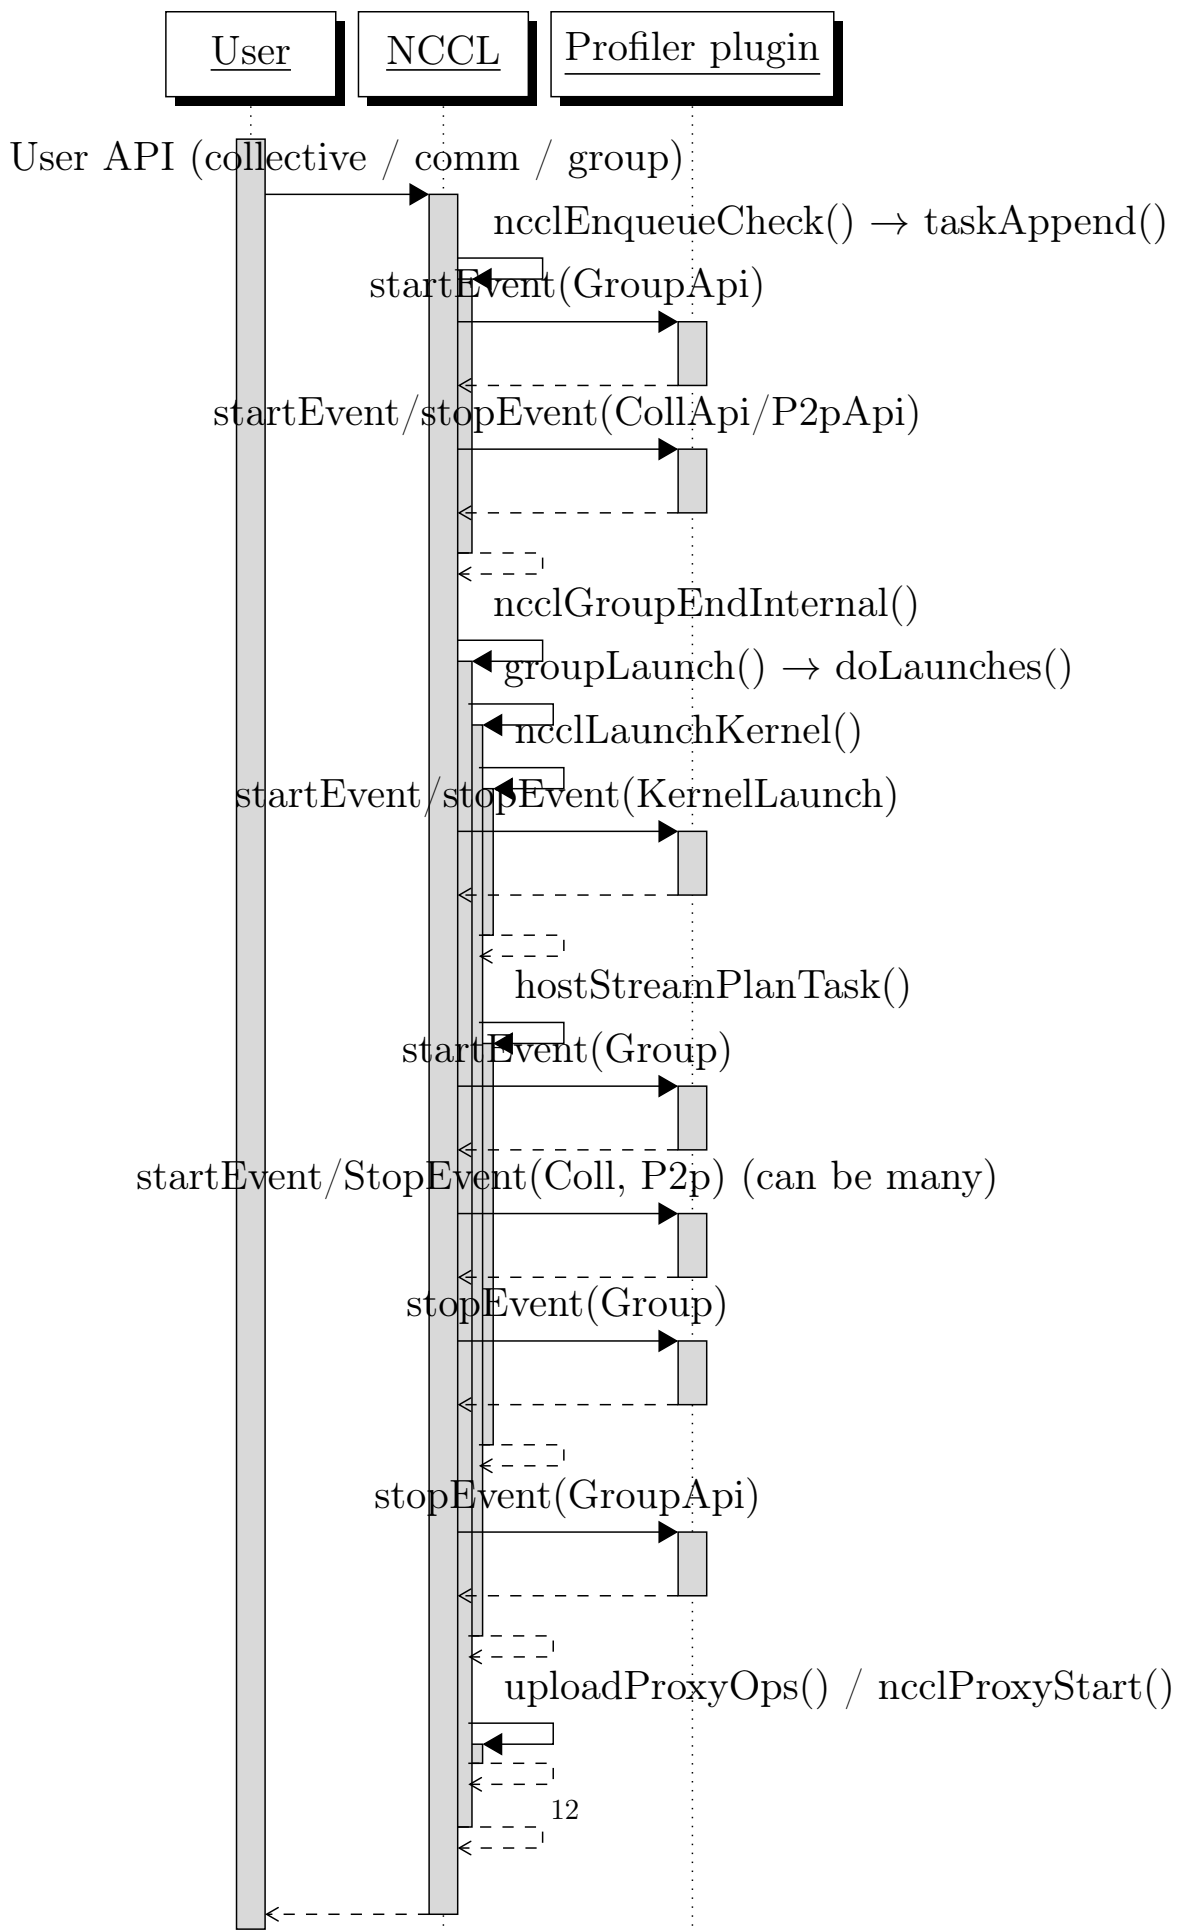 User
NCCL
Profiler plugin
User API (collective / comm / group)
ncclEnqueueCheck() → taskAppend()
startEvent(GroupApi)
startEvent/stopEvent(CollApi/P2pApi)
ncclGroupEndInternal()
groupLaunch() → doLaunches()
ncclLaunchKernel()
startEvent/stopEvent(KernelLaunch)
hostStreamPlanTask()
startEvent(Group)
startEvent/StopEvent(Coll, P2p) (can be many)
stopEvent(Group)
stopEvent(GroupApi)
uploadProxyOps() / ncclProxyStart()
12